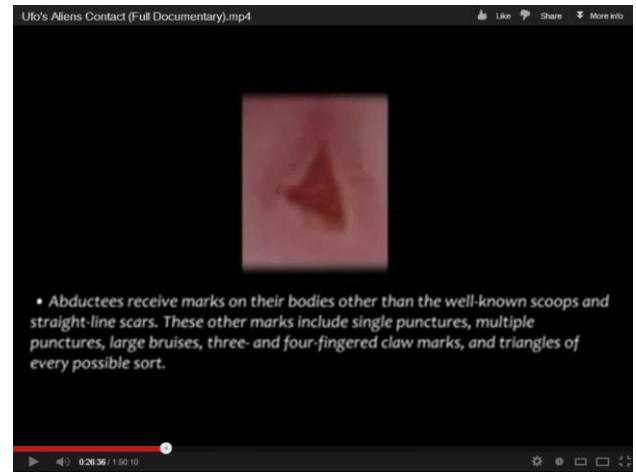 Ufo's Aliens Contact (Full Documentary).mp4
Like Share More info
• Abductees receive marks on their bodies other than the well-known scoops and
straight-line scars. These other marks include single punctures, multiple
punctures, large bruises, three- and four-fingered claw marks, and triangles of
every possible sort.
0:26:36 / 1:50:10